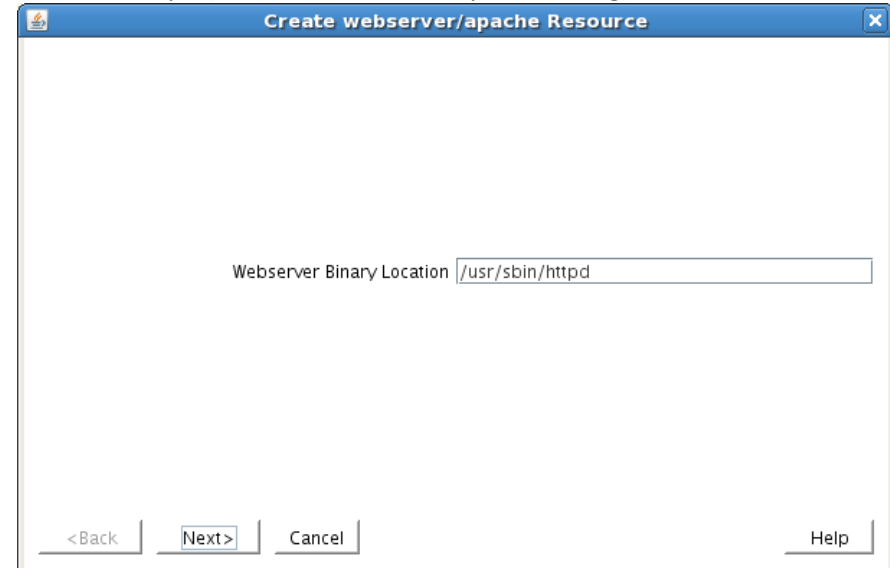 Create webserver/apache Resource
Webserver Binary Location /usr/sbin/httpd
<Back Next> Cancel Help